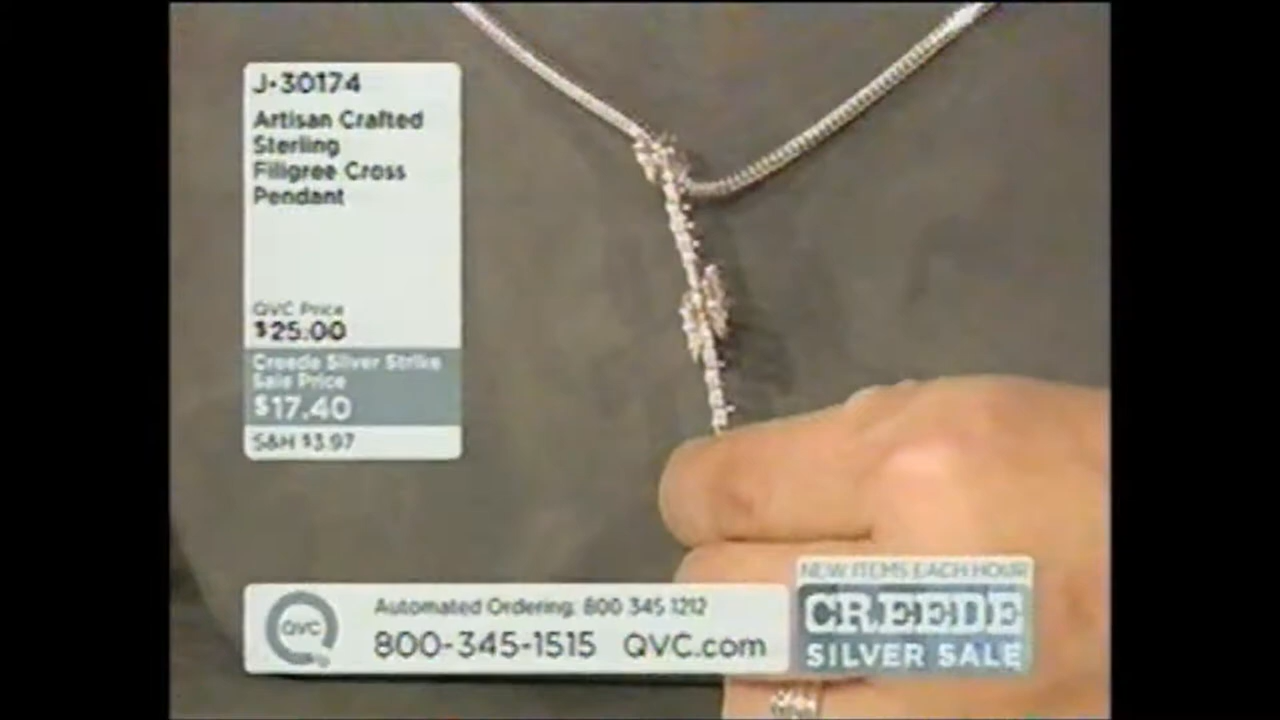 J-30174
Artisan Crafted
Sterling
Filigree Cross
Pendant
QVC Price
$25.00
Creede Silver Strike
Sale Price
$17.40
S&H $3.97
NEW ITEMS EACH HOUR
CREEDE
SILVER SALE
QVC
Automated Ordering: 800 345 1212
800-345-1515 QVC.com